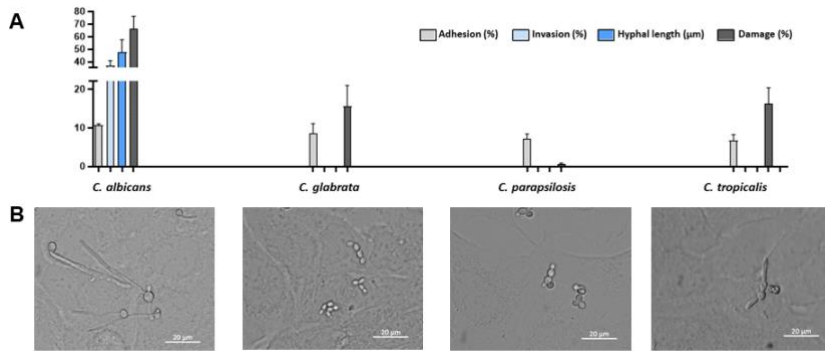 A
80
70
60
50
40
30
20
10
0
Adhesion (%) Invasion (%) Hyphal length (µm) Damage (%)
C. albicans C. glabrata C. parapsilosis C. tropicalis
B
20 µm 20 µm 20 µm 20 µm